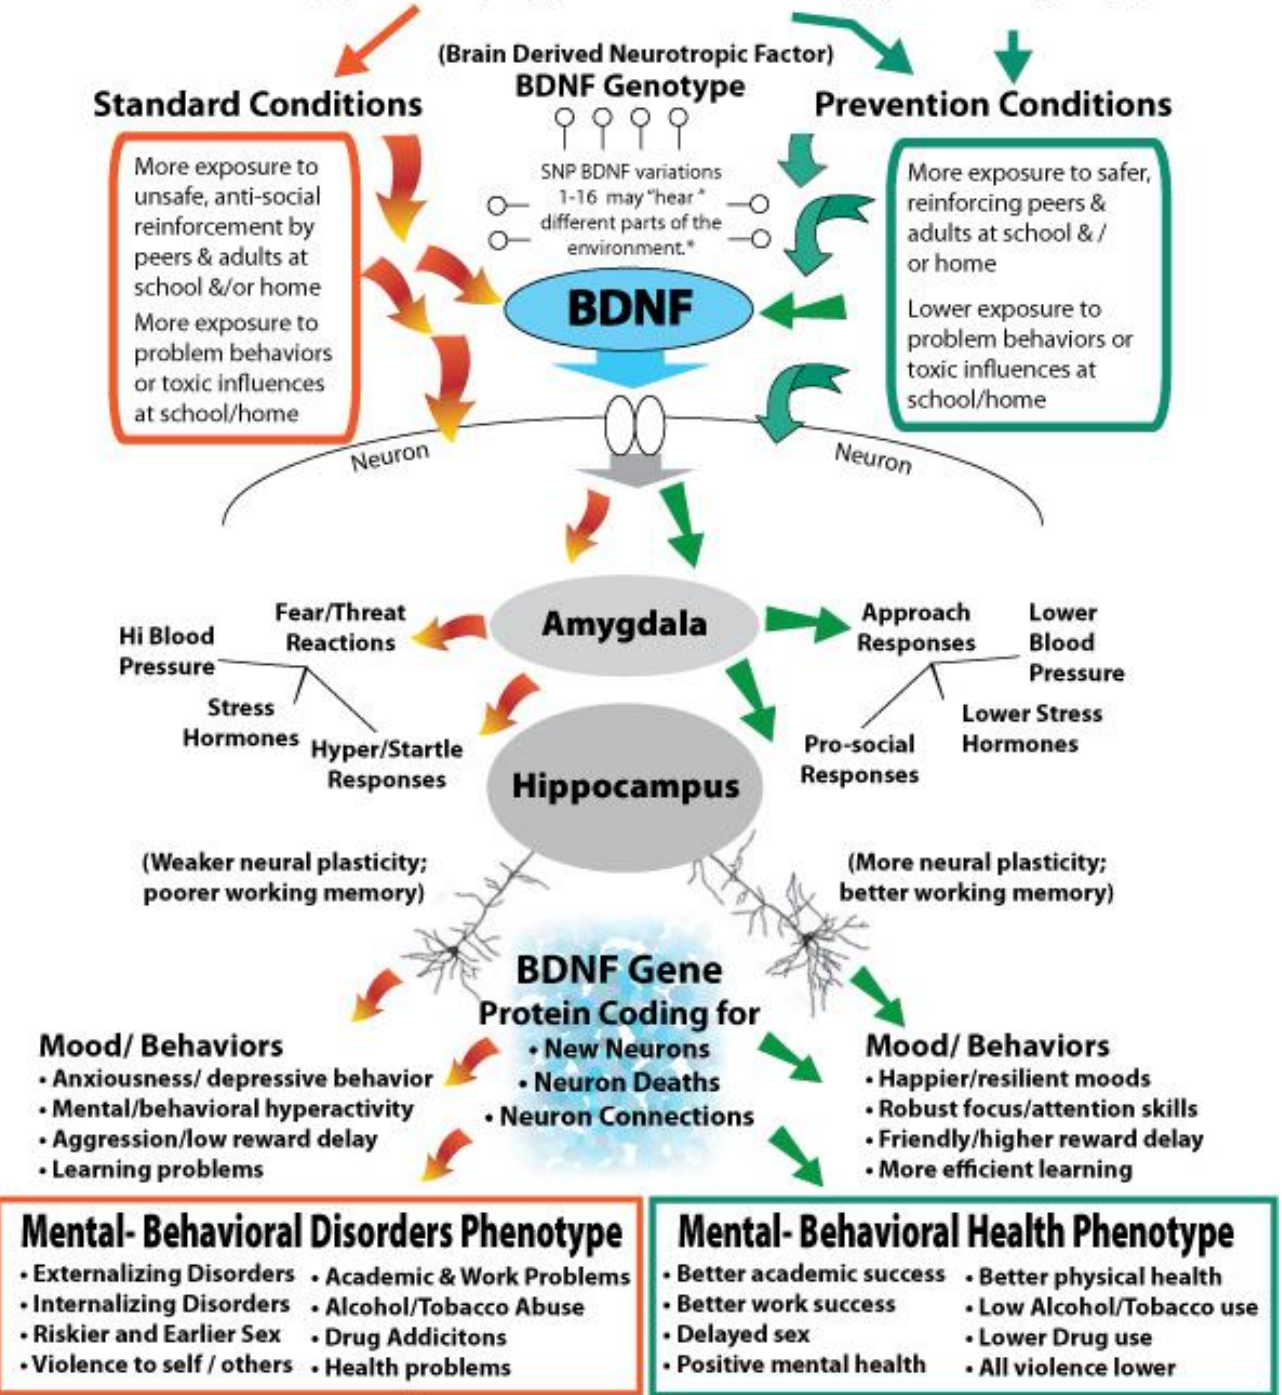 (Brain Derived Neurotropic Factor)
BDNF Genotype
Standard Conditions
Prevention Conditions
More exposure to
unsafe, anti-social
reinforcement by
peers & adults at
school &/or home
More exposure to
problem behaviors
or toxic influences
at school/home
SNP BDNF variations
1-16 may "hear "
different parts of the
environment.*
More exposure to safer,
reinforcing peers &
adults at school & /
or home
Lower exposure to
problem behaviors or
toxic influences at
school/home
BDNF
Neuron
Neuron
Amygdala
Fear/Threat
Reactions
Hi Blood
Pressure
Stress
Hormones
Hyper/Startle
Responses
Approach
Responses
Lower
Blood
Pressure
Lower Stress
Hormones
Pro-social
Responses
Hippocampus
(Weaker neural plasticity;
poorer working memory)
(More neural plasticity;
better working memory)
BDNF Gene
Protein Coding for
• New Neurons
• Neuron Deaths
• Neuron Connections
Mood/ Behaviors
• Anxiousness/ depressive behavior
• Mental/behavioral hyperactivity
• Aggression/low reward delay
• Learning problems
Mood/ Behaviors
• Happier/resilient moods
• Robust focus/attention skills
• Friendly/higher reward delay
• More efficient learning
Mental- Behavioral Disorders Phenotype
• Externalizing Disorders
• Internalizing Disorders
• Riskier and Earlier Sex
• Violence to self / others
• Academic & Work Problems
• Alcohol/Tobacco Abuse
• Drug Addicitons
• Health problems
Mental- Behavioral Health Phenotype
• Better academic success
• Better work success
• Delayed sex
• Positive mental health
• Better physical health
• Low Alcohol/Tobacco use
• Lower Drug use
• All violence lower